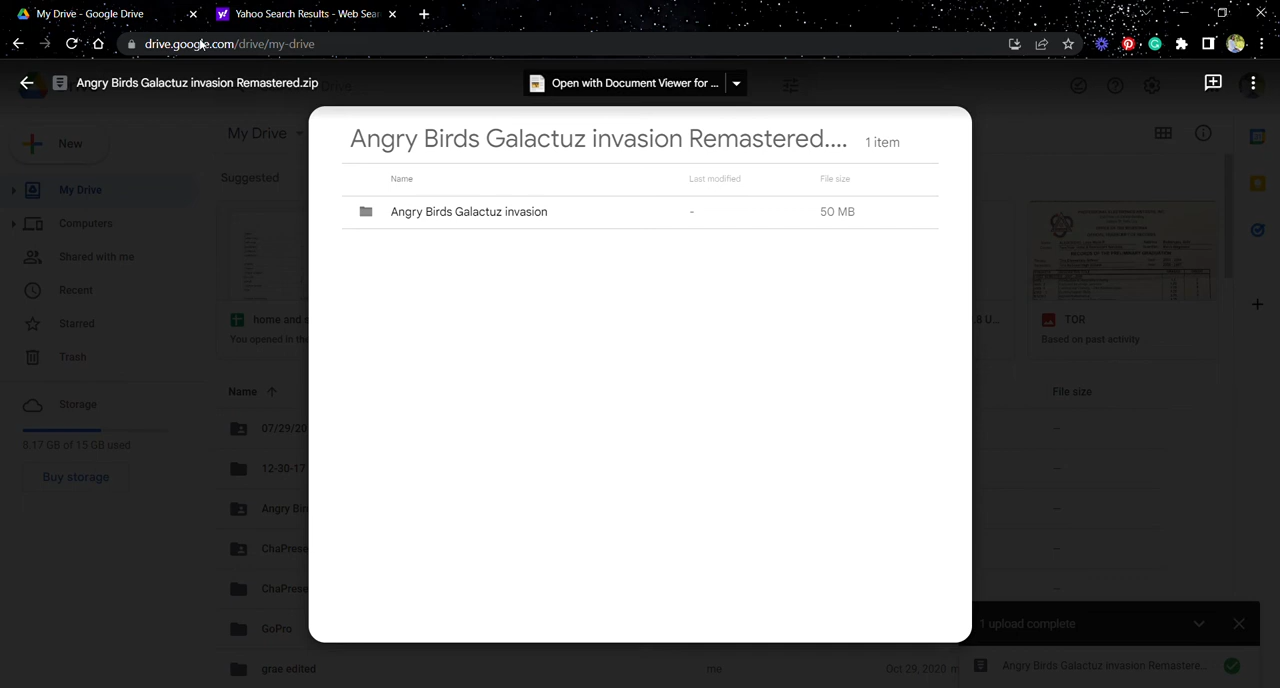 My Drive - Google Drive
Yahoo Search Results - Web Sear
drive.google.com/drive/my-drive
Angry Birds Galactuz invasion Remastered.zip
Open with Document Viewer for ...
Drive
Angry Birds Galactuz invasion Remastered.... 1 item
New
My Drive
Name Last modified File size
Suggested
My Drive
Angry Birds Galactuz invasion - 50 MB
Computers
Shared with me
Recent
Starred
home and s
.8 U...
TOR
You opened in the
Based on past activity
Trash
Name
File size
Storage
07/29/20
–
8.17 GB of 15 GB used
12-30-17
–
Buy storage
Angry Bir
–
ChaPrese
–
ChaPrese
–
GoPro
1 upload complete
grae edited me Oct 29, 2020 m
Angry Birds Galactuz invasion Remastere...